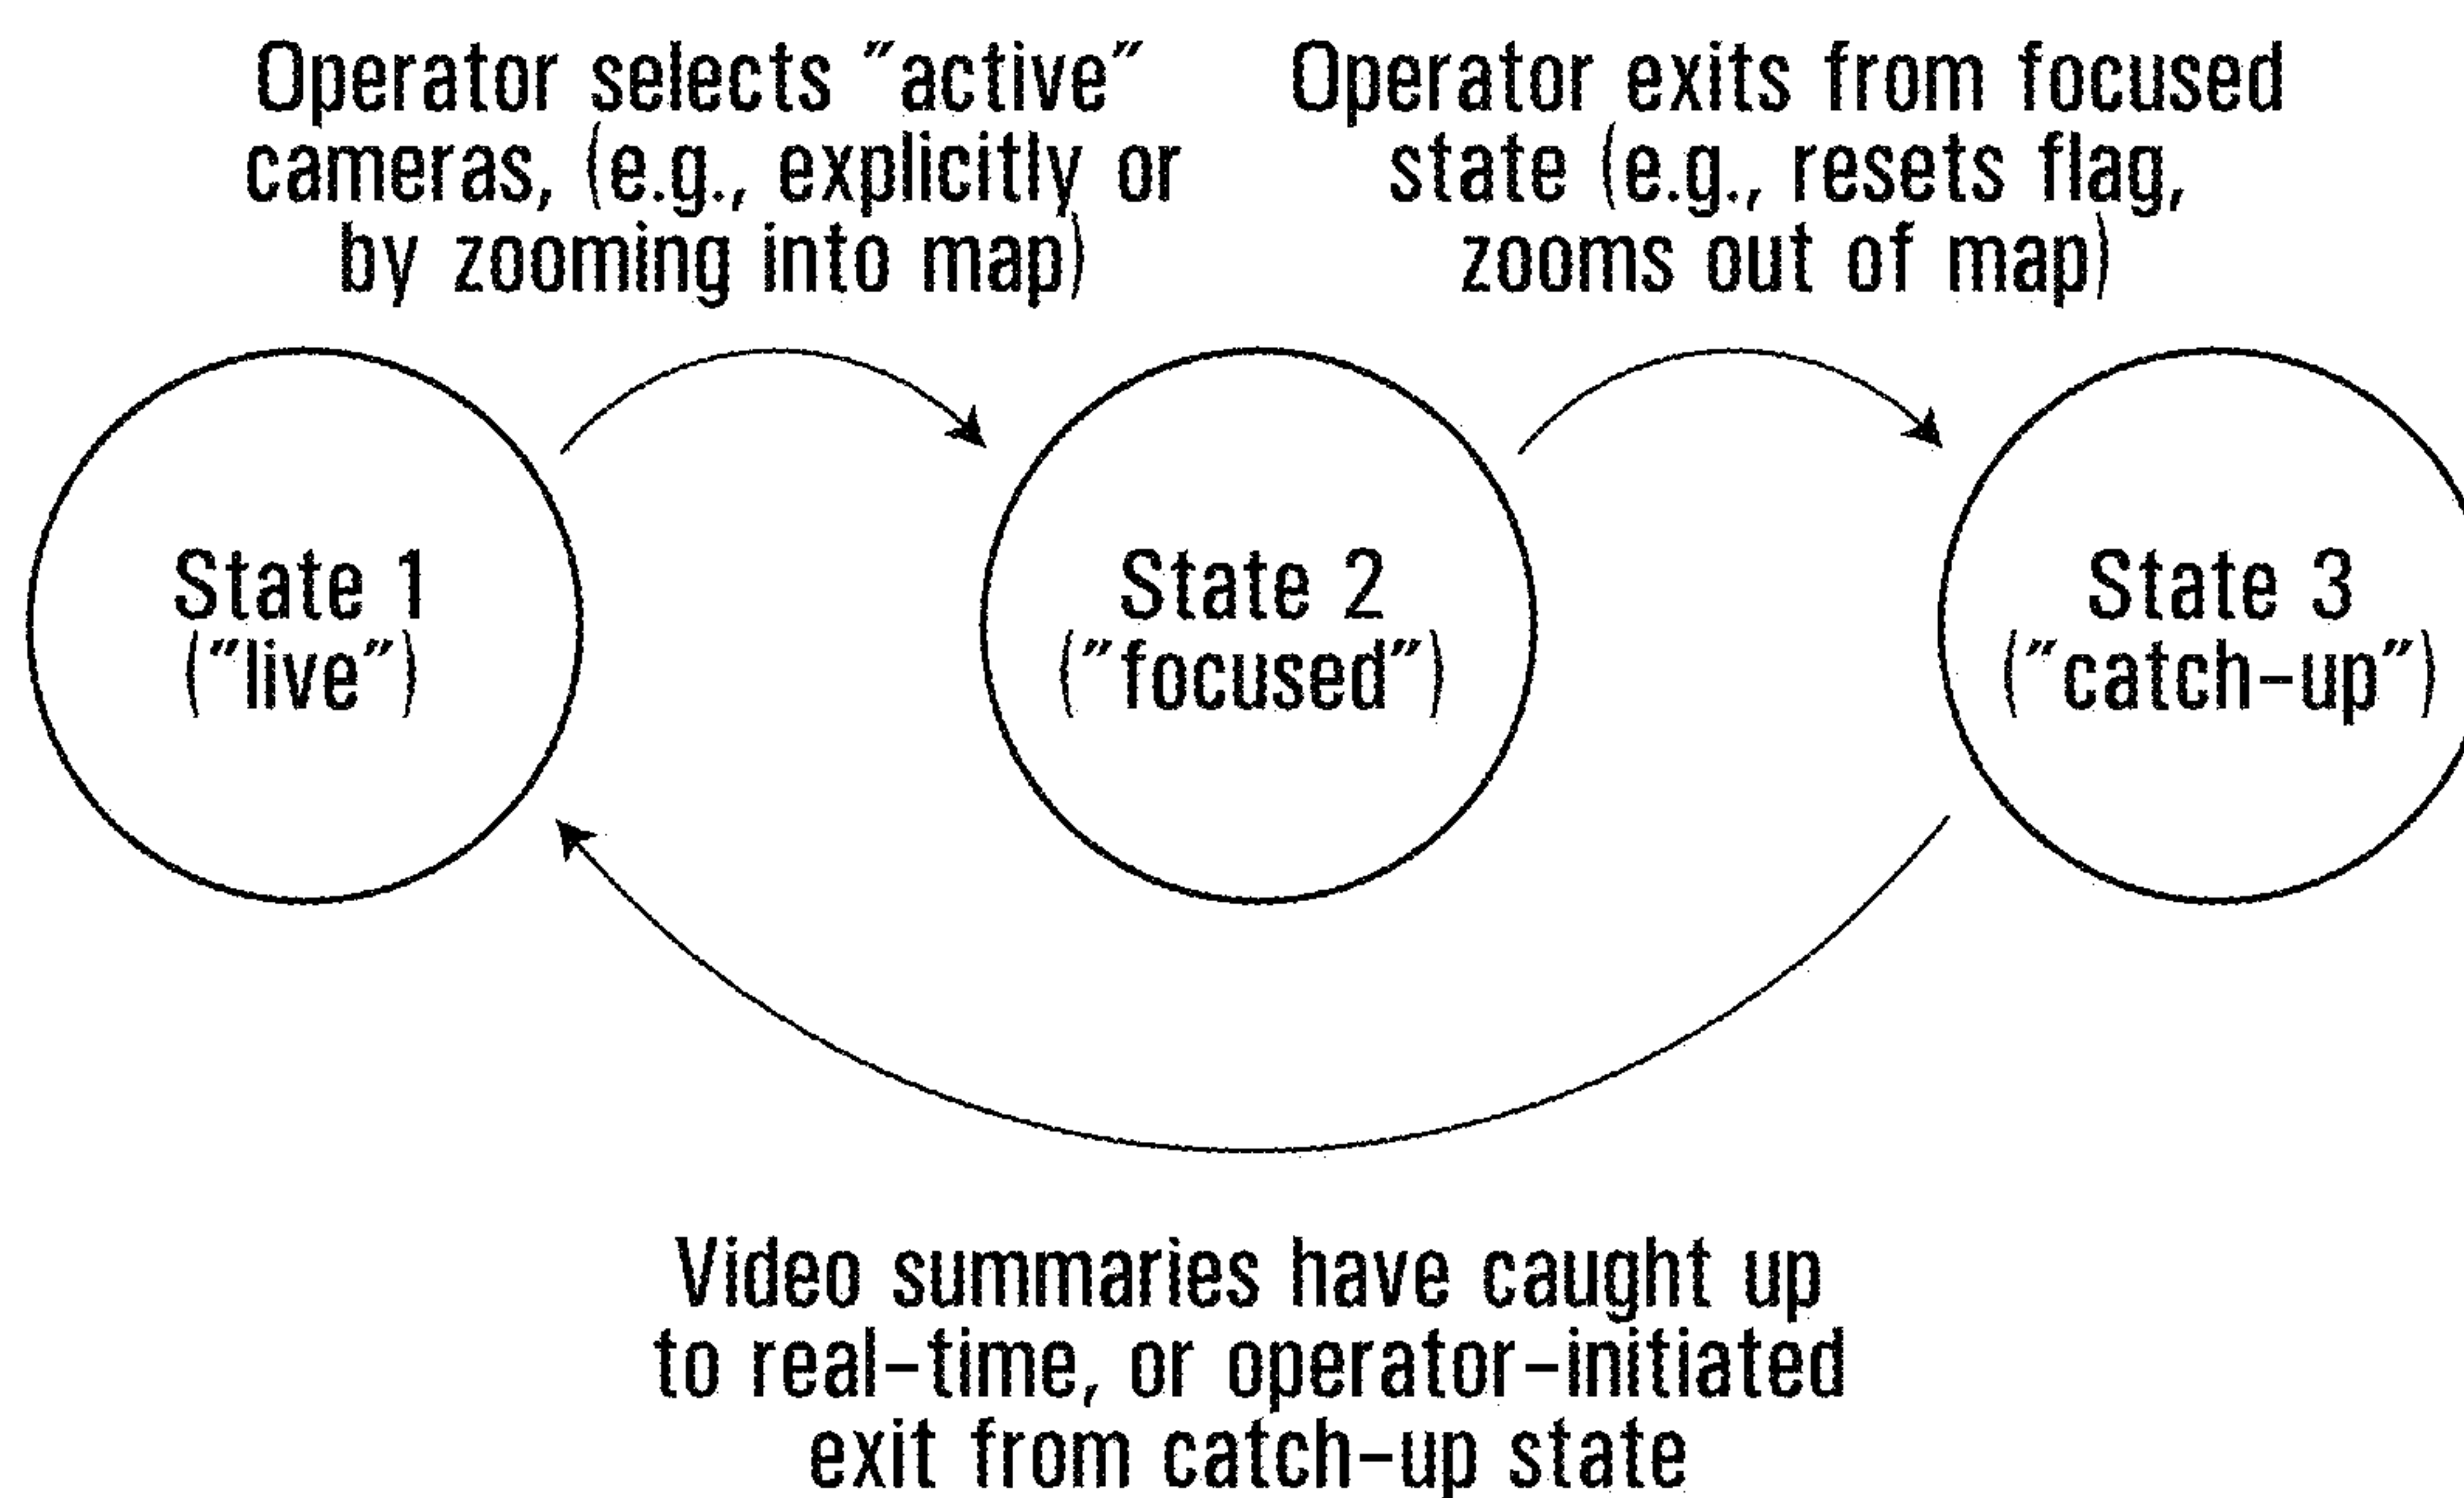 Operator selects "active"
cameras, (e.g., explicitly or
by zooming into map)
Operator exits from focused
state (e.g., resets flag,
zooms out of map)
State 1
("live")
State 2
("focused")
State 3
("catch-up")
Video summaries have caught up
to real-time, or operator-initiated
exit from catch-up state